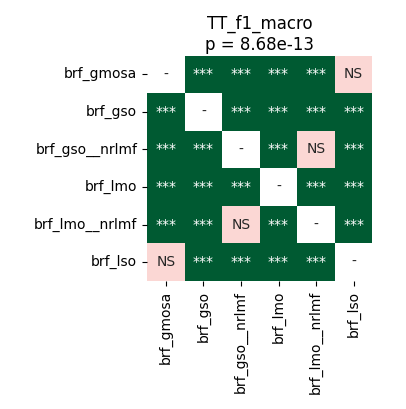 TT_f1_macro
p = 8.68e-13
brf_gmosa - *** *** *** *** NS
brf_gso *** - *** *** *** ***
brf_gso__nrlmf *** *** - *** NS ***
brf_lmo *** *** *** - *** ***
brf_lmo__nrlmf *** *** NS *** - ***
brf_lso NS *** *** *** *** -
brf_gmosa
brf_gso
brf_gso__nrlmf
brf_lmo
brf_lmo__nrlmf
brf_lso